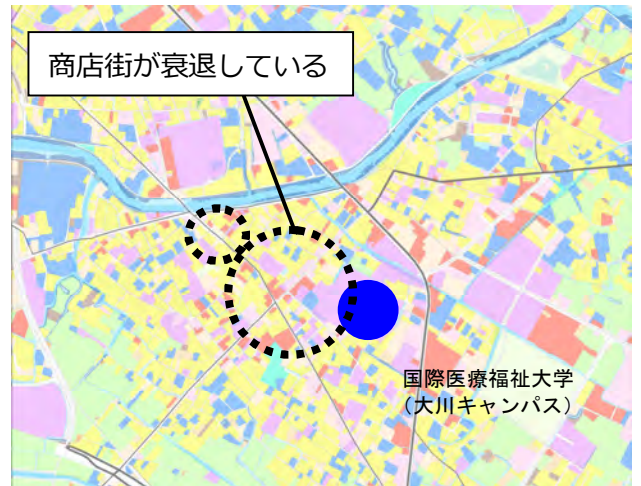 商店街が衰退している
国際医療福祉大学
（大川キャンパス）